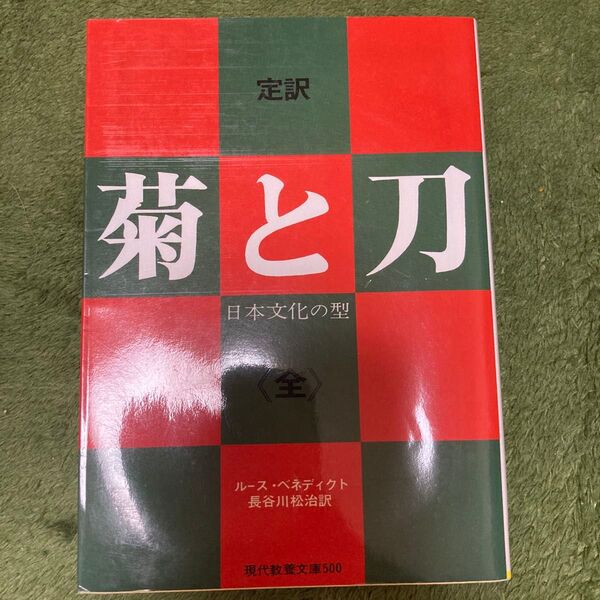 定訳
菊と刀
日本文化の型
〈全〉
ルース・ベネディクト
長谷川松治訳
現代教養文庫500